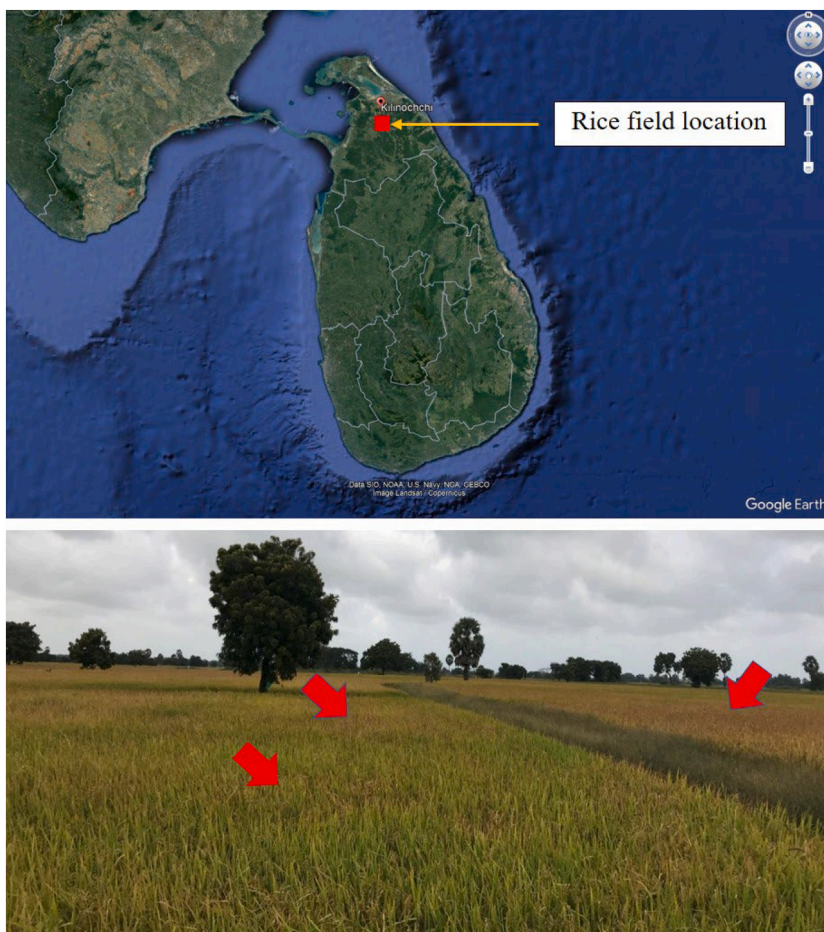 N
Kilinochchi
Rice field location
Data SIO, NOAA, U.S. Navy, NGA, GEBCO
Image Landsat / Copernicus
Google Earth